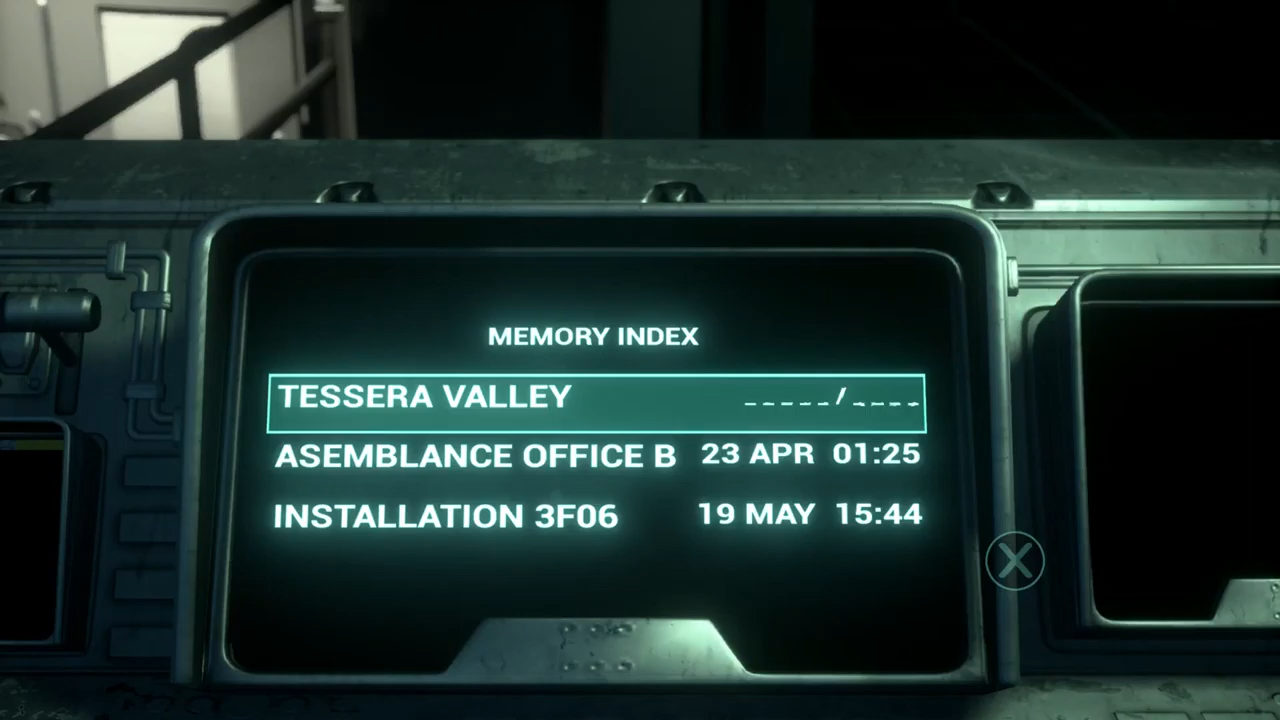 MEMORY INDEX
TESSERA VALLEY _ _ _ _ _ / _ _ _ _
ASEMBLANCE OFFICE B 23 APR 01:25
INSTALLATION 3F06 19 MAY 15:44
X